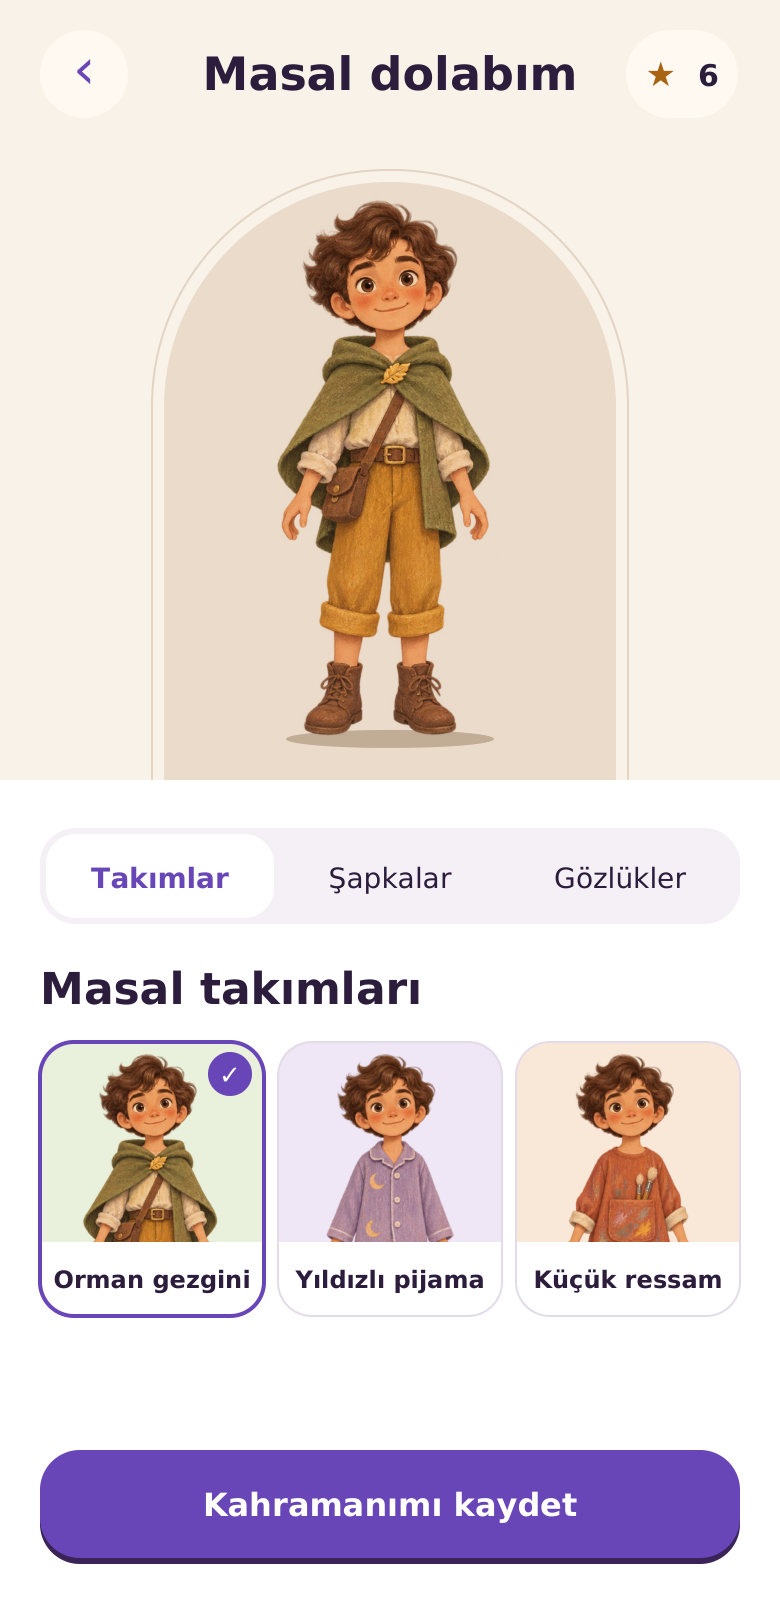 Masal dolabım
★ 6
Takımlar
Şapkalar
Gözlükler
Masal takımları
Orman gezgini
Yıldızlı pijama
Küçük ressam
Kahramanımı kaydet